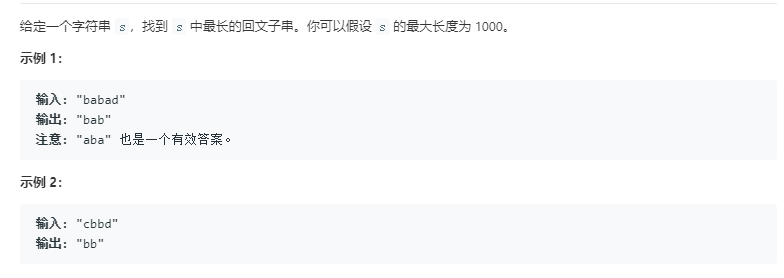 给定一个字符串 s，找到 s 中最长的回文子串。你可以假设 s 的最大长度为 1000。
示例 1：
输入: "babad"
输出: "bab"
注意: "aba" 也是一个有效答案。
示例 2：
输入: "cbbd"
输出: "bb"